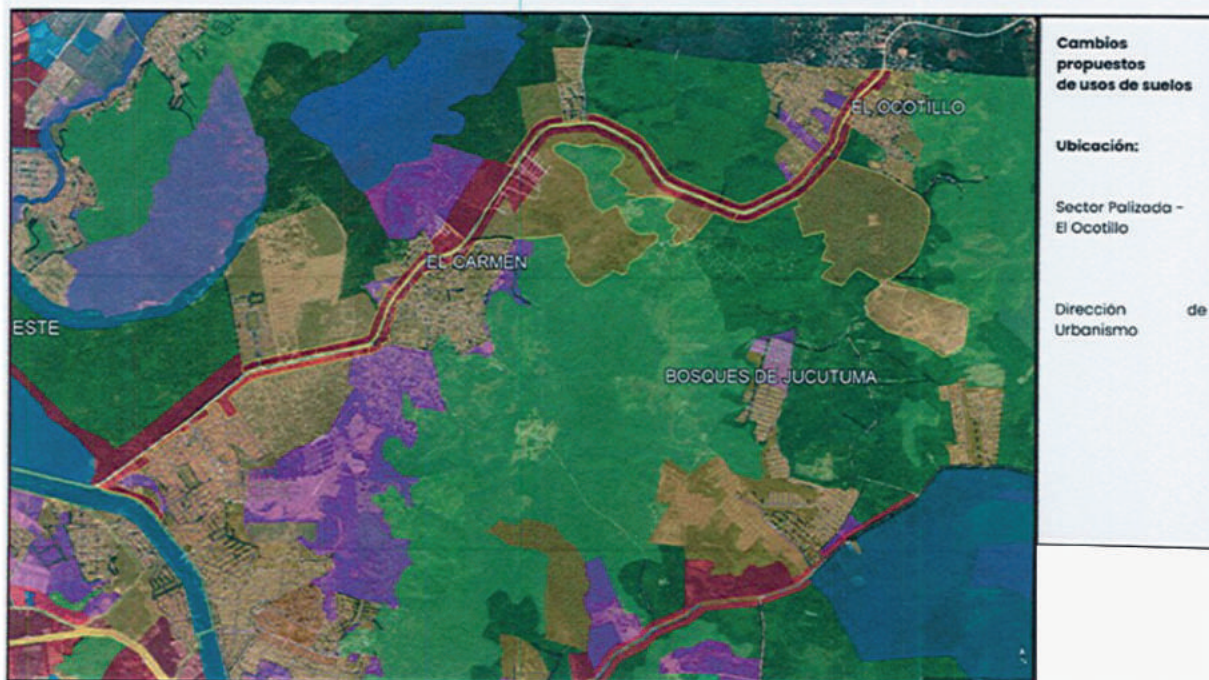 Cambios
propuestos
de usos de suelos
Ubicación:
Sector Palizada -
El Ocotillo
Dirección de
Urbanismo
EL OCOTILLO
EL CARMEN
ESTE
BOSQUES DE JUCUTUMA